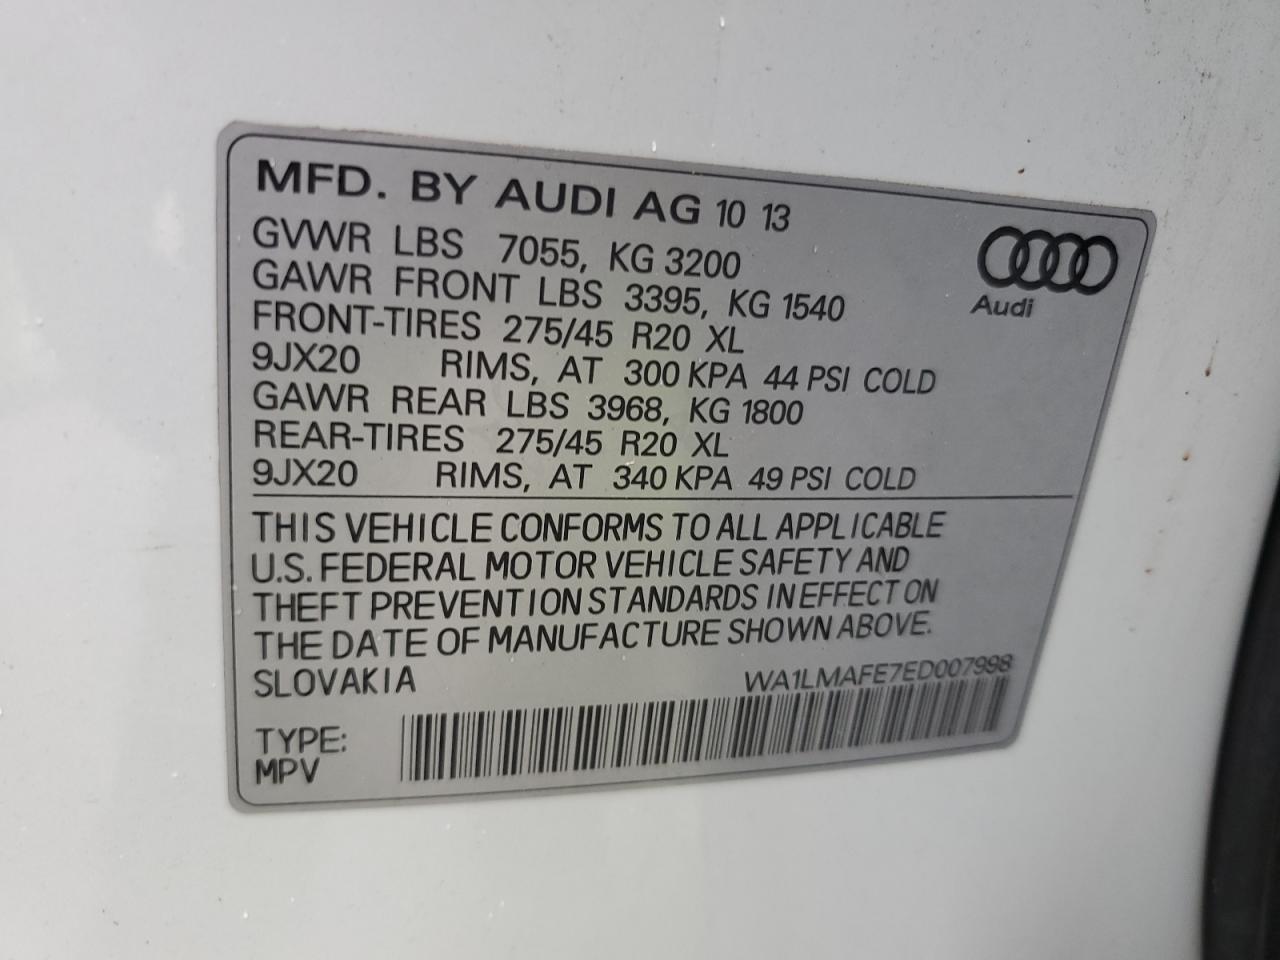 MFD. BY AUDI AG 10 13
GVWR LBS 7055, KG 3200
GAWR FRONT LBS 3395, KG 1540
FRONT-TIRES 275/45 R20 XL
9JX20 RIMS, AT 300 KPA 44 PSI COLD
GAWR REAR LBS 3968, KG 1800
REAR-TIRES 275/45 R20 XL
9JX20 RIMS, AT 340 KPA 49 PSI COLD
Audi
THIS VEHICLE CONFORMS TO ALL APPLICABLE
U.S. FEDERAL MOTOR VEHICLE SAFETY AND
THEFT PREVENTION STANDARDS IN EFFECT ON
THE DATE OF MANUFACTURE SHOWN ABOVE.
SLOVAKIA
WA1LMAFE7ED007998
TYPE:
MPV